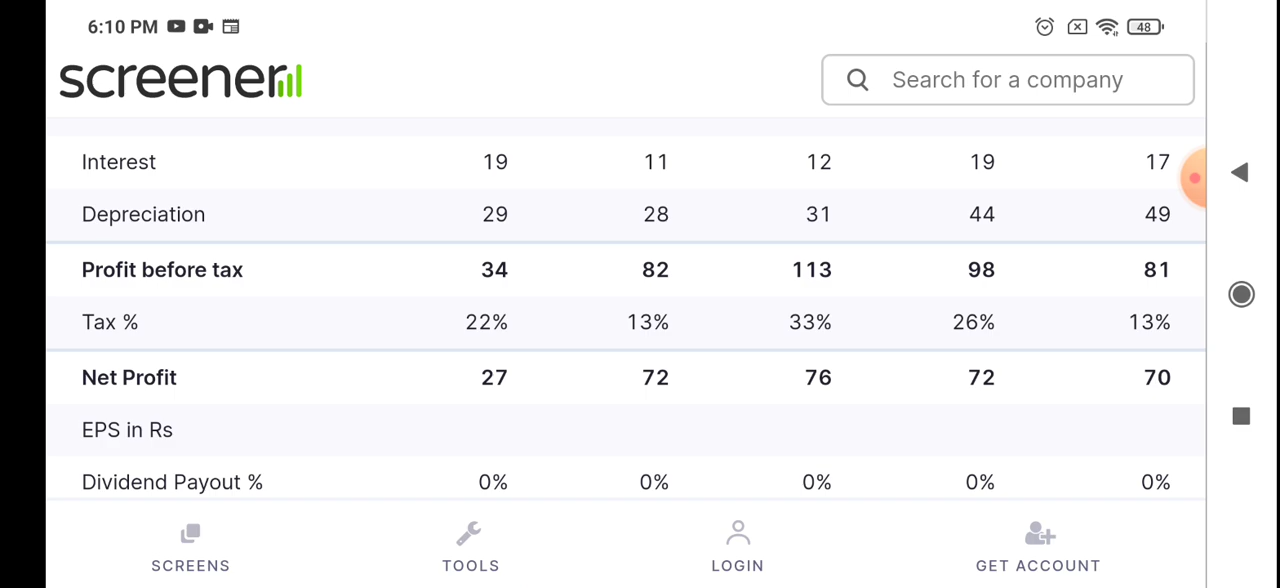 6:10 PM 48
screener Search for a company
Interest 19 11 12 19 17
Depreciation 29 28 31 44 49
Profit before tax 34 82 113 98 81
Tax % 22% 13% 33% 26% 13%
Net Profit 27 72 76 72 70
EPS in Rs
Dividend Payout % 0% 0% 0% 0% 0%
SCREENS TOOLS LOGIN GET ACCOUNT